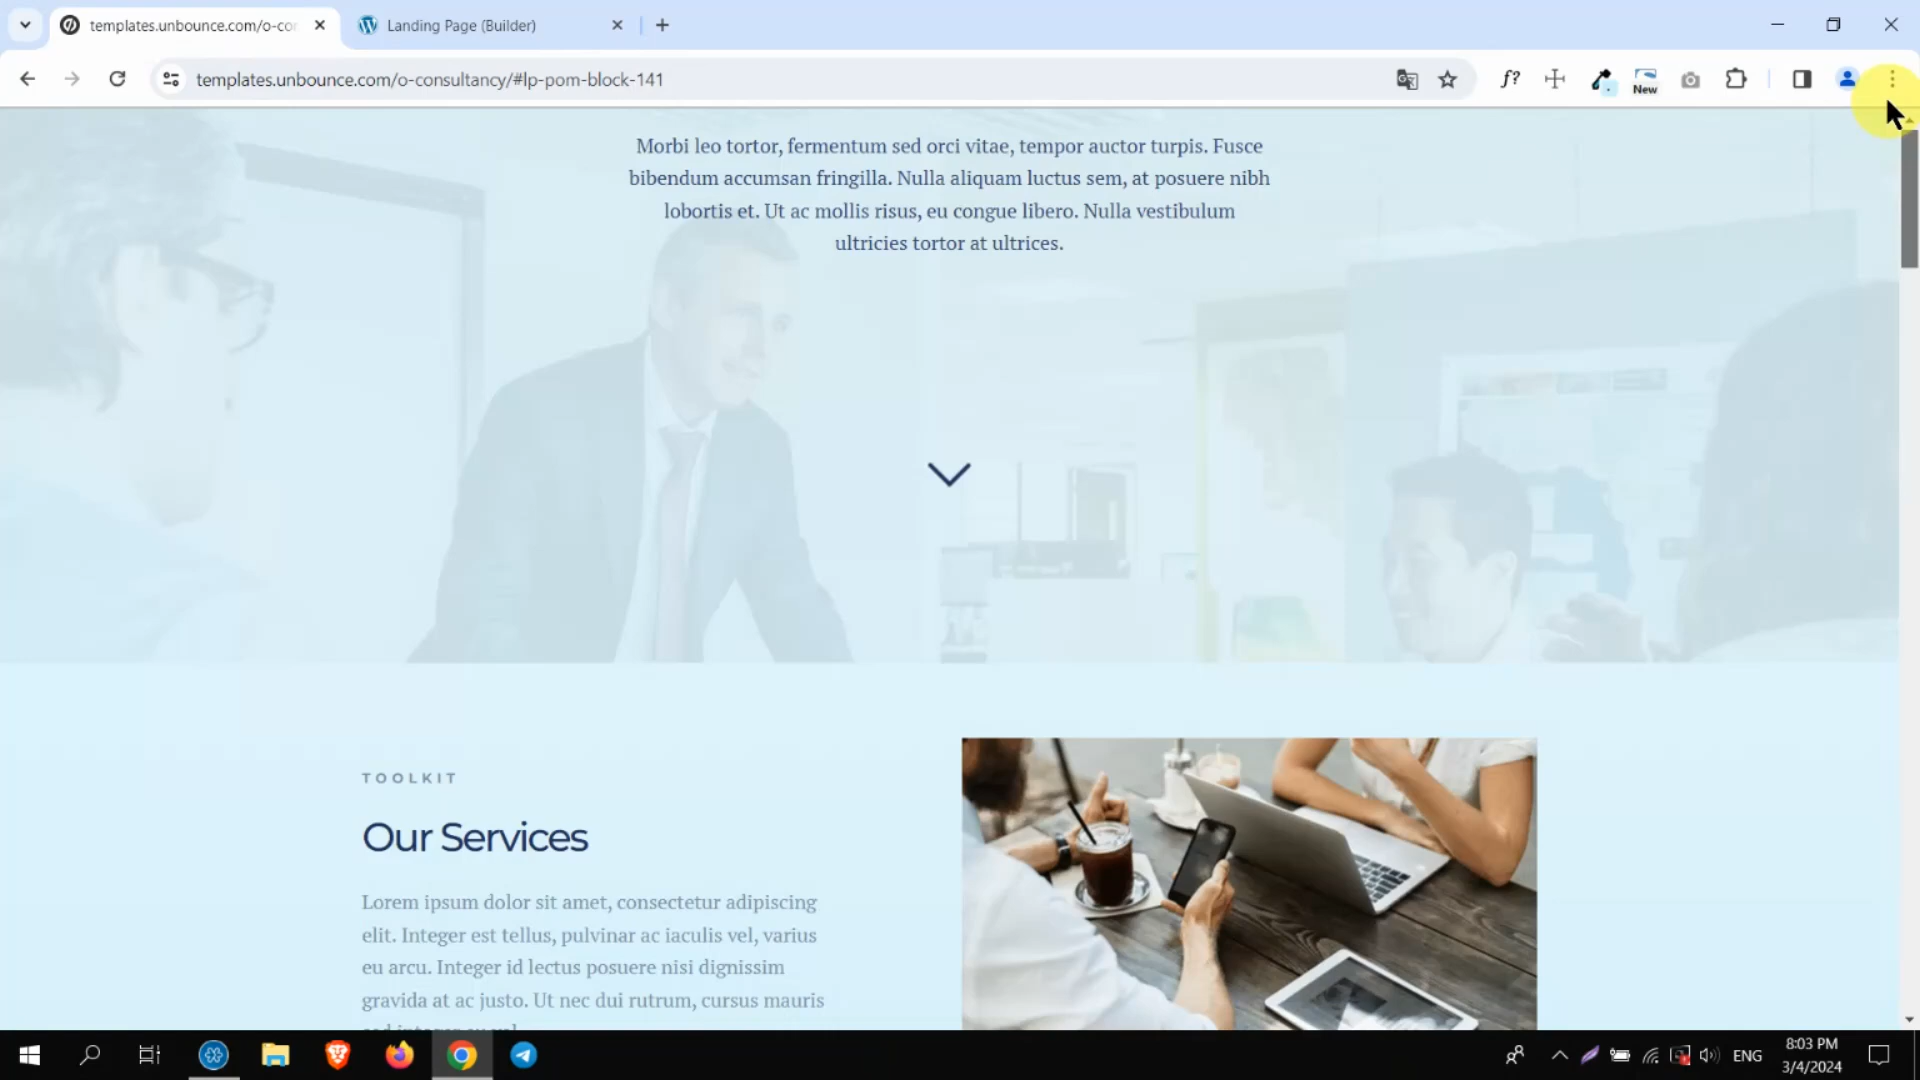 templates.unbounce.com/o-co
Landing Page (Builder)
templates.unbounce.com/o-consultancy/#lp-pom-block-141
f?
New
Morbi leo tortor, fermentum sed orci vitae, tempor auctor turpis. Fusce
bibendum accumsan fringilla. Nulla aliquam luctus sem, at posuere nibh
lobortis et. Ut ac mollis risus, eu congue libero. Nulla vestibulum
ultricies tortor at ultrices.
TOOLKIT
Our Services
Lorem ipsum dolor sit amet, consectetur adipiscing
elit. Integer est tellus, pulvinar ac iaculis vel, varius
eu arcu. Integer id lectus posuere nisi dignissim
gravida at ac justo. Ut nec dui rutrum, cursus mauris
ENG
8:03 PM
3/4/2024